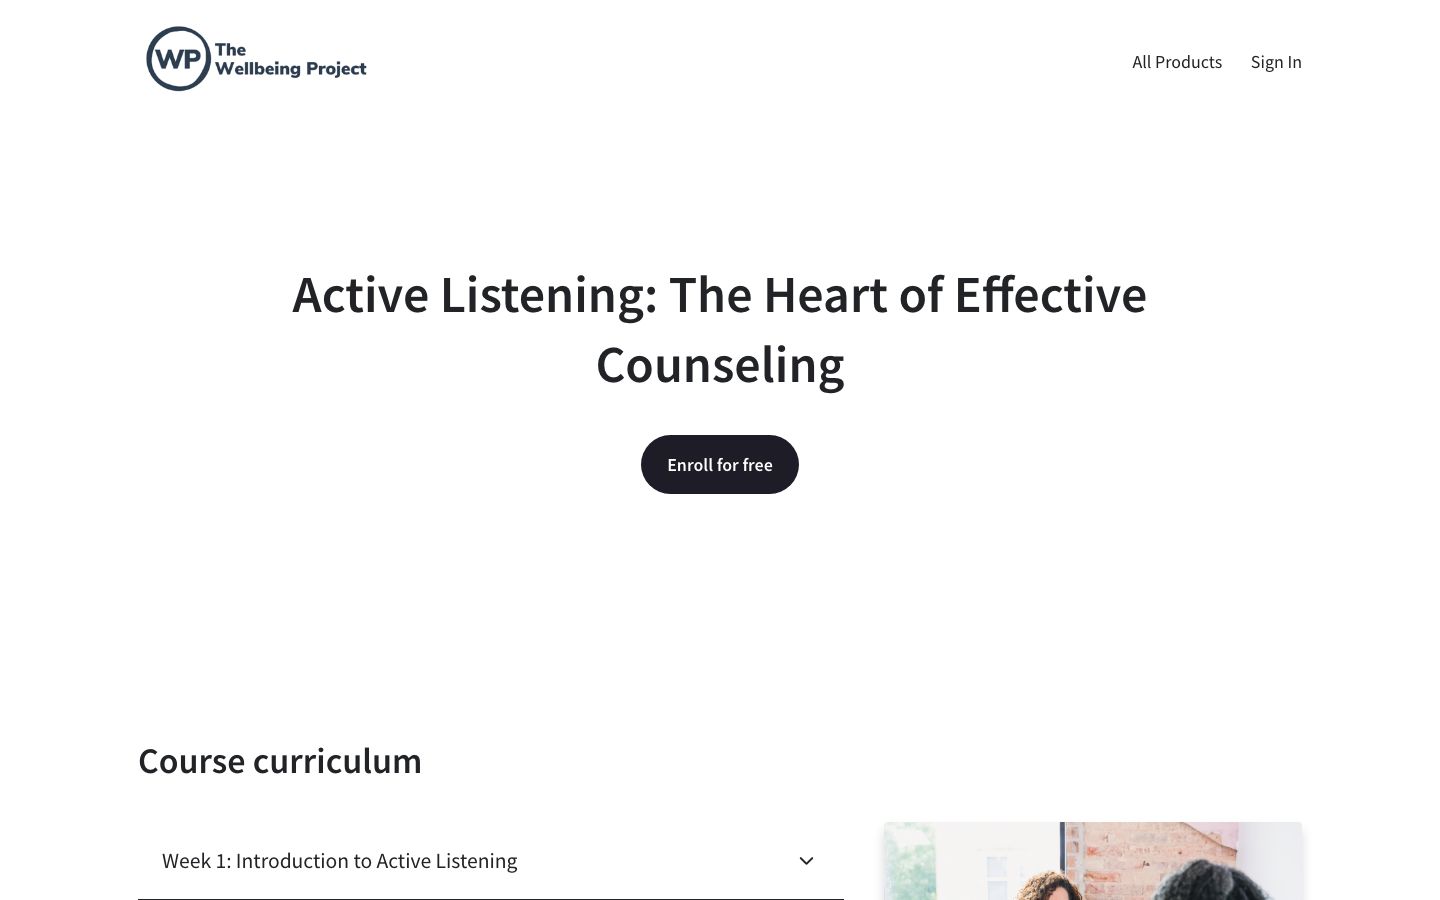 WP The
Wellbeing Project
All Products
Sign In
Active Listening: The Heart of Effective
Counseling
Enroll for free
Course curriculum
Week 1: Introduction to Active Listening